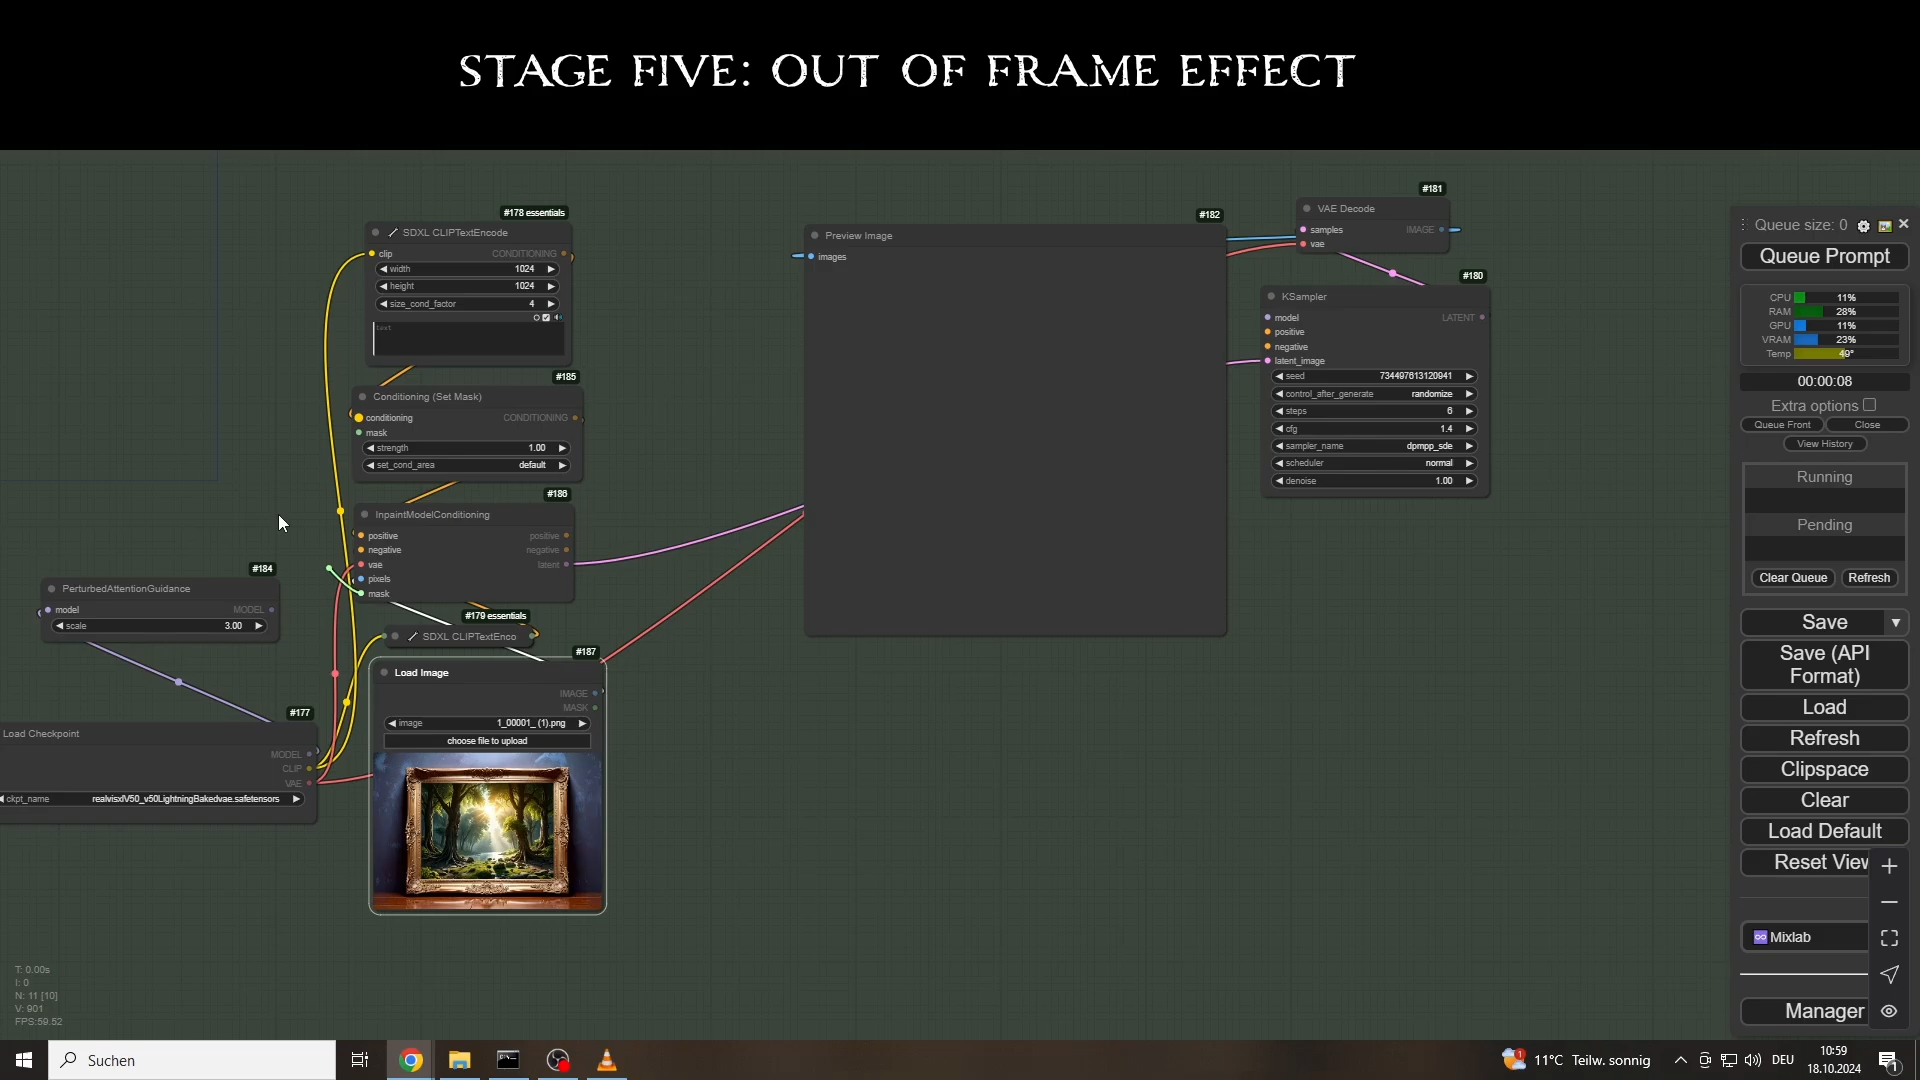 STAGE FIVE: OUT OF FRAME EFFECT
#178 essentials
SDXL CLIPTextEncode
clip CONDITIONING
width 1024
height 1024
size_cond_factor 4
text
#185
Conditioning (Set Mask)
conditioning CONDITIONING
mask
strength 1.00
set_cond_area default
#186
InpaintModelConditioning
positive positive
negative negative
vae latent
pixels
mask
#184
PerturbedAttentionGuidance
model MODEL
scale 3.00
#179 essentials
SDXL CLIPTextEnco
#187
Load Image
IMAGE
MASK
image 1_00001_ (1).png
choose file to upload
#177
Load Checkpoint
MODEL
CLIP
VAE
ckpt_name realvisxlV50_v50LightningBakedvae.safetensors
#182
Preview Image
images
#181
VAE Decode
samples IMAGE
vae
#180
KSampler
model LATENT
positive
negative
latent_image
seed 734497613120941
control_after_generate randomize
steps 6
cfg 1.4
sampler_name dpmpp_sde
scheduler normal
denoise 1.00
Queue size: 0
Queue Prompt
CPU 11%
RAM 28%
GPU 11%
VRAM 23%
Temp 49°
00:00:08
Extra options
Queue Front Close
View History
Running
Pending
Clear Queue Refresh
Save
Save (API
Format)
Load
Refresh
Clipspace
Clear
Load Default
Reset View
Mixlab
Manager
T: 0.00s
I: 0
N: 11 [10]
V: 901
FPS:59.52
Suchen
1
11°C Teilw. sonnig
DEU
10:59
18.10.2024
1